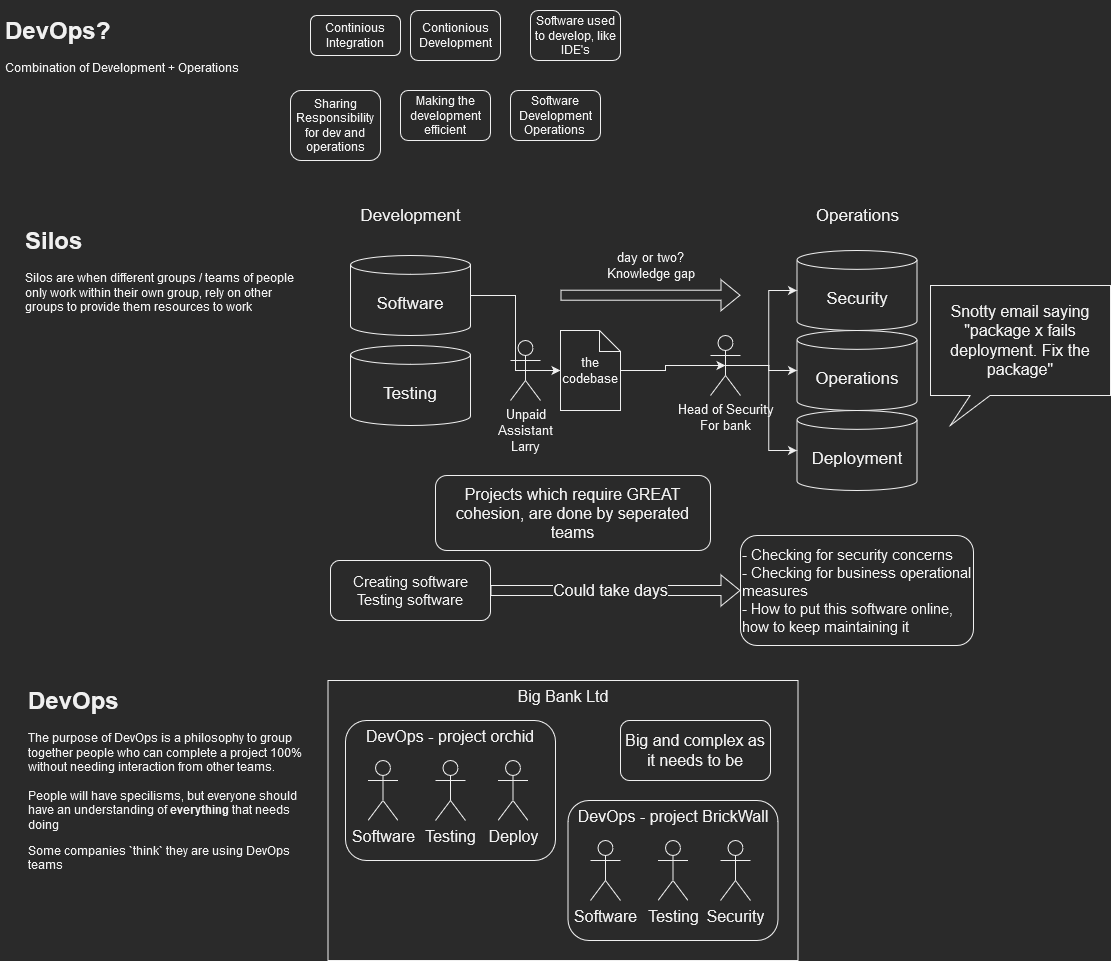 DevOps?
Combination of Development + Operations
Continious
Integration
Contionious
Development
Software used
to develop, like
IDE's
Sharing
Responsibility
for dev and
operations
Making the
development
efficient
Software
Development
Operations
Silos
Silos are when different groups / teams of people
only work within their own group, rely on other
groups to provide them resources to work
Development
Operations
Software
Testing
day or two?
Knowledge gap
the
codebase
Unpaid
Assistant
Larry
Head of Security
For bank
Security
Operations
Deployment
Snotty email saying
"package x fails
deployment. Fix the
package"
Projects which require GREAT
cohesion, are done by seperated
teams
Creating software
Testing software
Could take days
- Checking for security concerns
- Checking for business operational
measures
- How to put this software online,
how to keep maintaining it
DevOps
The purpose of DevOps is a philosophy to group
together people who can complete a project 100%
without needing interaction from other teams.
People will have specilisms, but everyone should
have an understanding of everything that needs
doing
Some companies `think` they are using DevOps
teams
Big Bank Ltd
DevOps - project orchid
Software
Testing
Deploy
Big and complex as
it needs to be
DevOps - project BrickWall
Software
Testing
Security